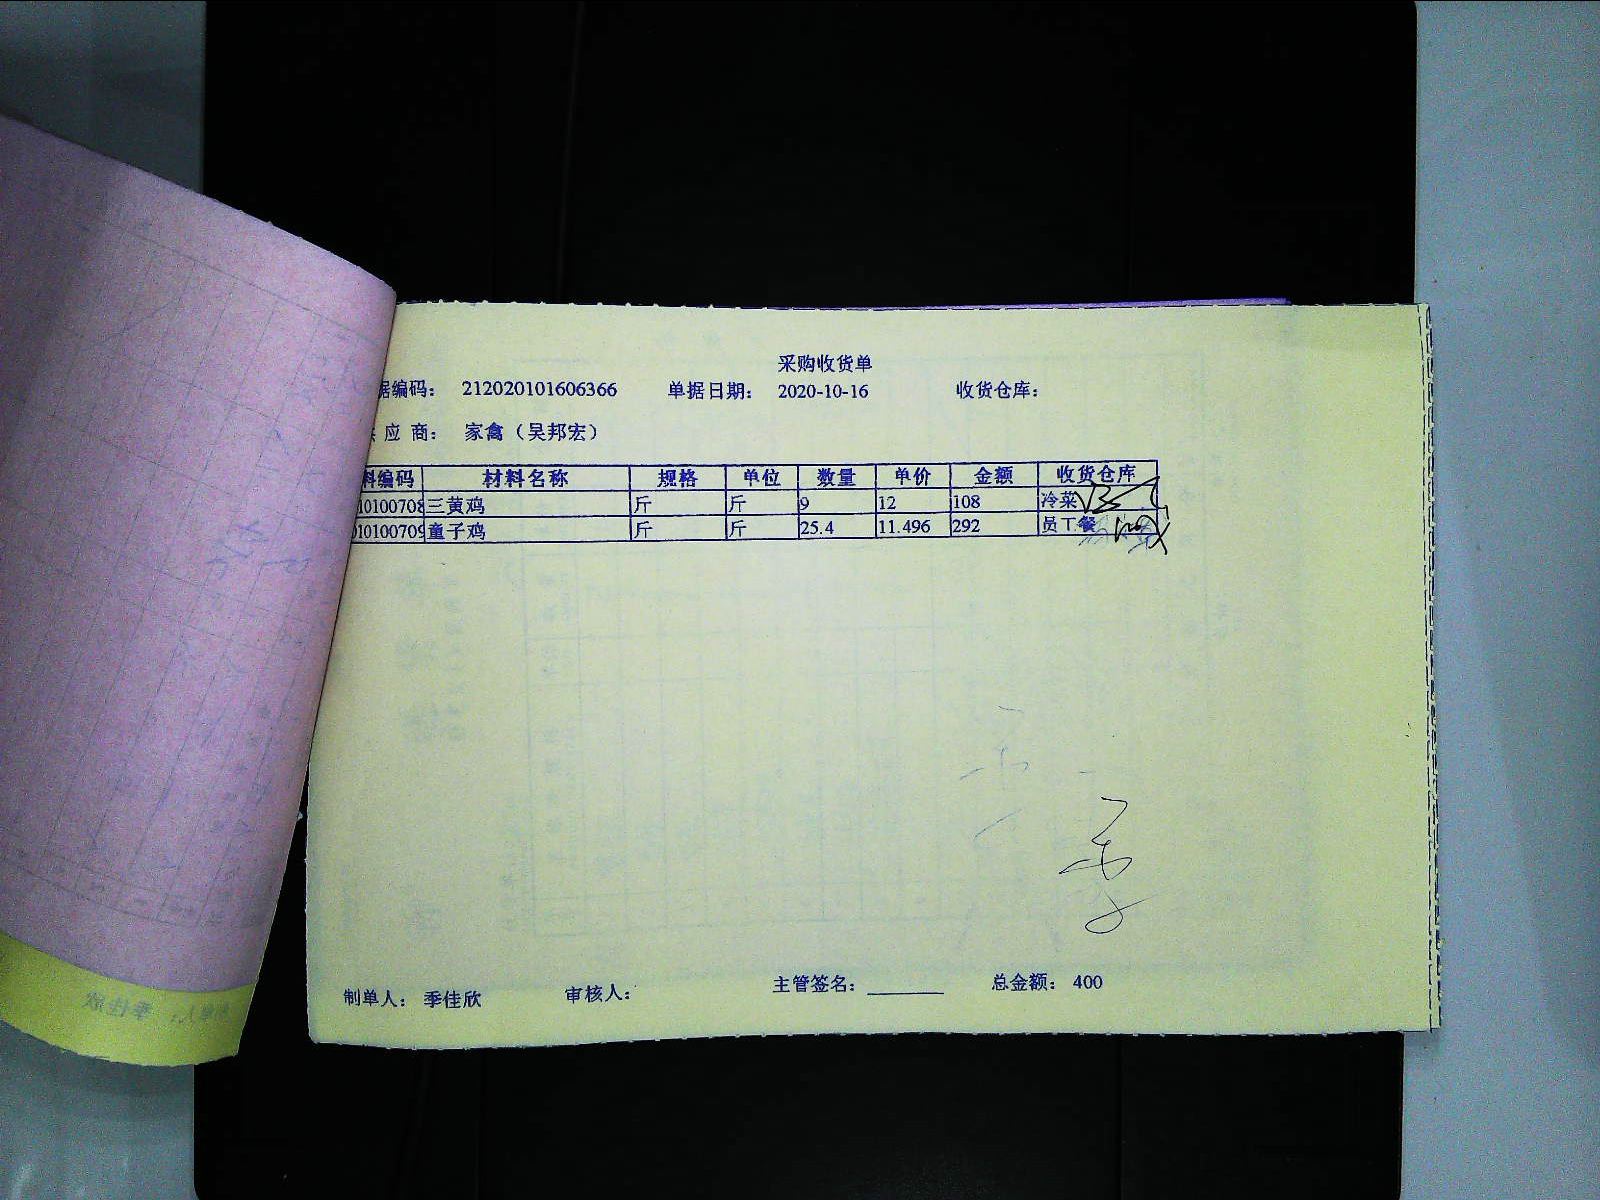 采购收货单
据编码: 212020101606366 单据日期: 2020-10-16 收货仓库:
应 商: 家禽(吴邦宏)
料编码 材料名称 规格 单位 数量 单价 金额 收货仓库
10100708 三黄鸡 斤 斤 9 12 108 冷菜
10100709 童子鸡 斤 斤 25.4 11.496 292 员工餐
制单人: 季佳欣 审核人: 主管签名: 总金额: 400